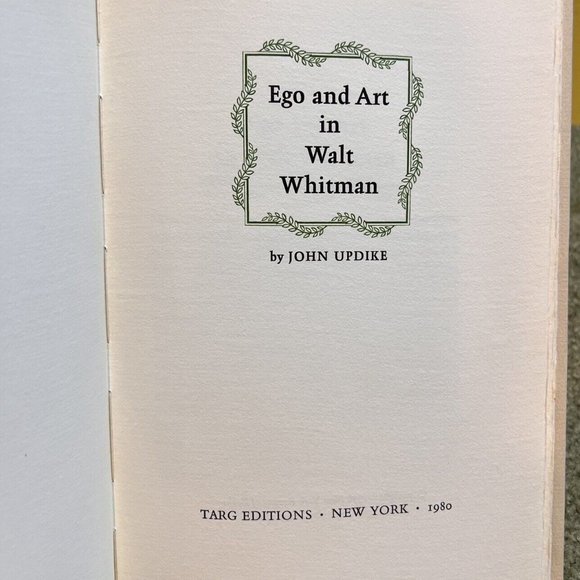 Ego and Art
in
Walt
Whitman
by JOHN UPDIKE
TARG EDITIONS · NEW YORK · 1980